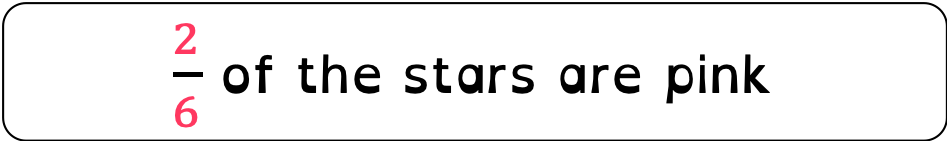 2/6 of the stars are pink